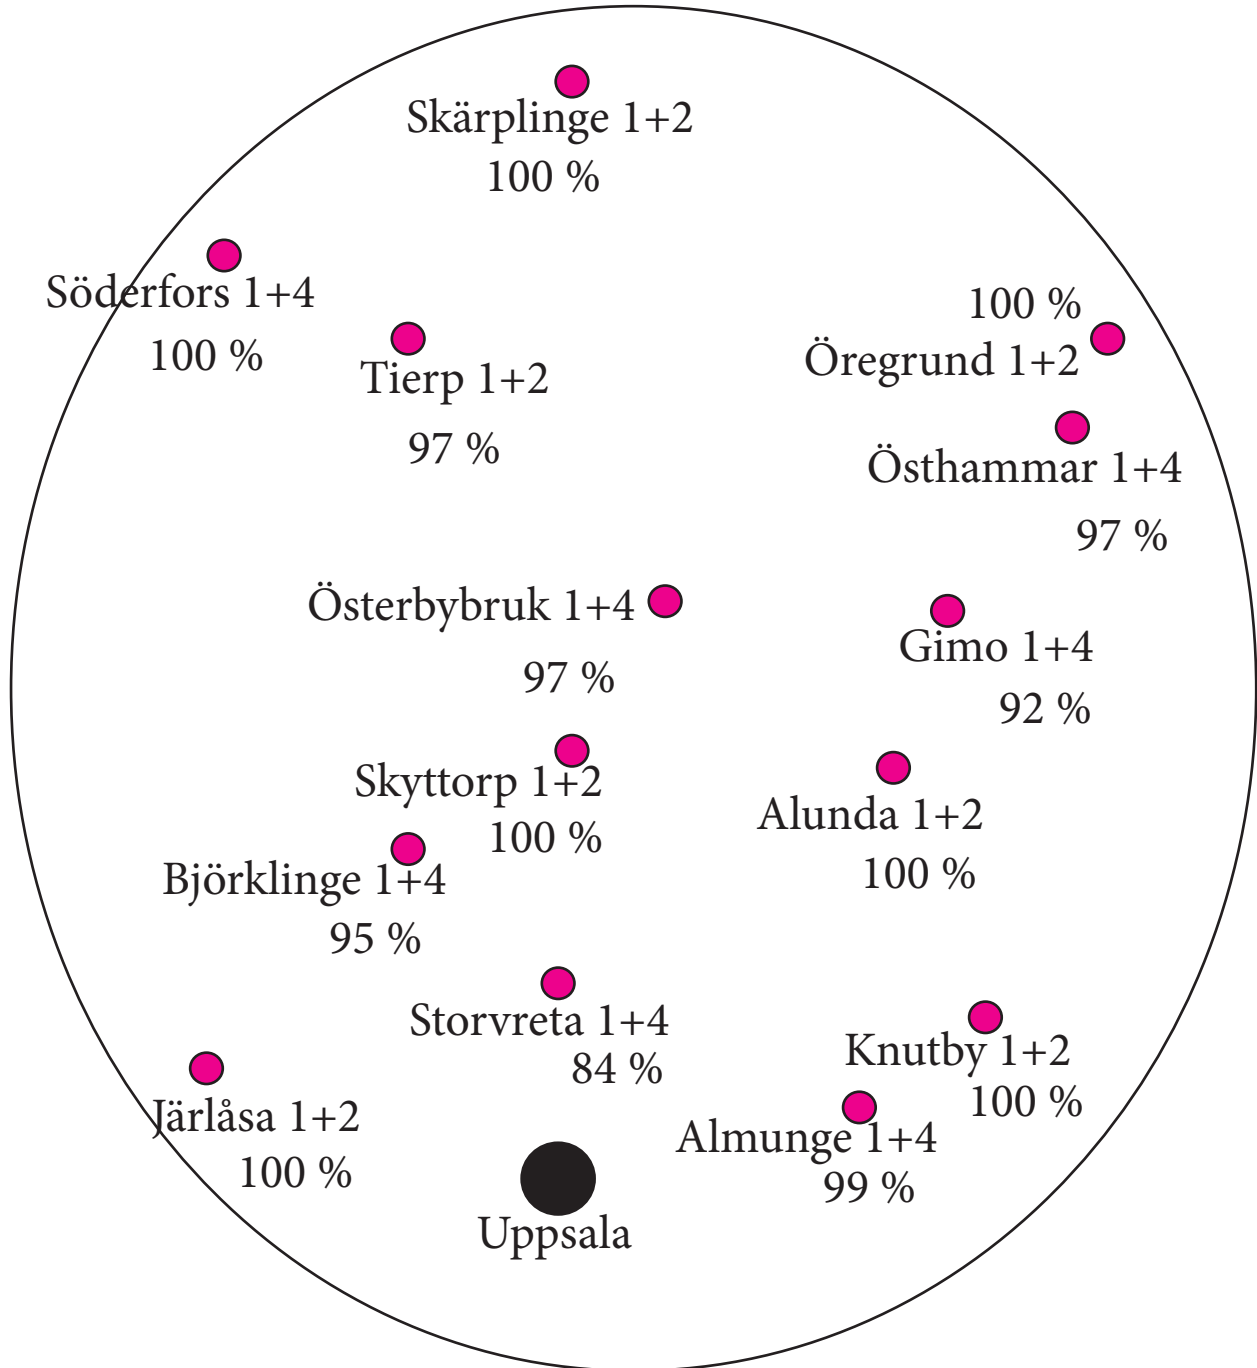 Skärplinge 1+2
100 %
Söderfors 1+4
100 %
Tierp 1+2
97 %
100 %
Öregrund 1+2
Östhammar 1+4
97 %
Österbybruk 1+4
97 %
Gimo 1+4
92 %
Skyttorp 1+2
100 %
Alunda 1+2
100 %
Björklinge 1+4
95 %
Storvreta 1+4
84 %
Knutby 1+2
100 %
Järlåsa 1+2
100 %
Almunge 1+4
99 %
Uppsala